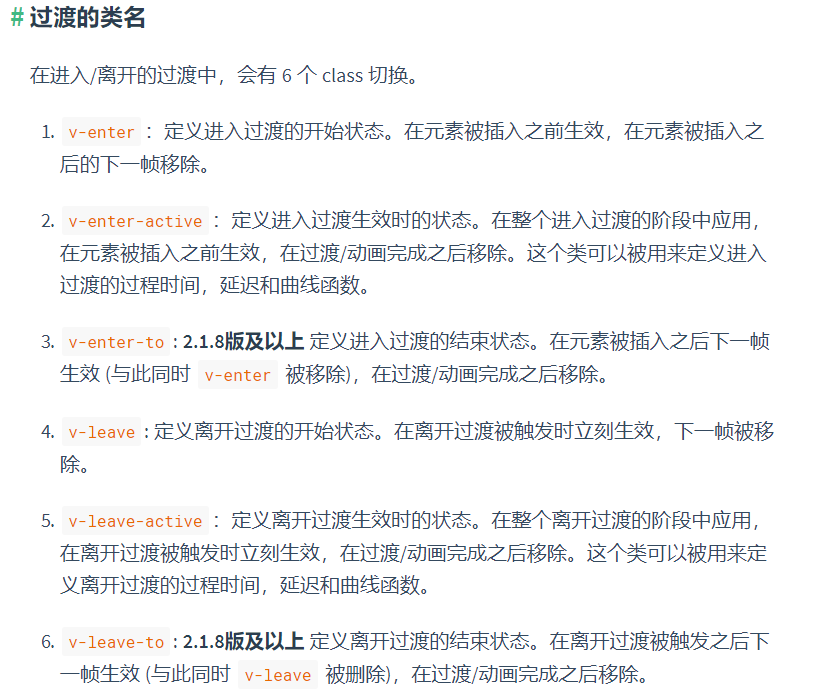 # 过渡的类名
在进入/离开的过渡中，会有 6 个 class 切换。
1. v-enter ：定义进入过渡的开始状态。在元素被插入之前生效，在元素被插入之
后的下一帧移除。
2. v-enter-active ：定义进入过渡生效时的状态。在整个进入过渡的阶段中应用，
在元素被插入之前生效，在过渡/动画完成之后移除。这个类可以被用来定义进入
过渡的过程时间，延迟和曲线函数。
3. v-enter-to : 2.1.8版及以上 定义进入过渡的结束状态。在元素被插入之后下一帧
生效 (与此同时 v-enter 被移除)，在过渡/动画完成之后移除。
4. v-leave : 定义离开过渡的开始状态。在离开过渡被触发时立刻生效，下一帧被移
除。
5. v-leave-active ：定义离开过渡生效时的状态。在整个离开过渡的阶段中应用，
在离开过渡被触发时立刻生效，在过渡/动画完成之后移除。这个类可以被用来定
义离开过渡的过程时间，延迟和曲线函数。
6. v-leave-to : 2.1.8版及以上 定义离开过渡的结束状态。在离开过渡被触发之后下
一帧生效 (与此同时 v-leave 被删除)，在过渡/动画完成之后移除。